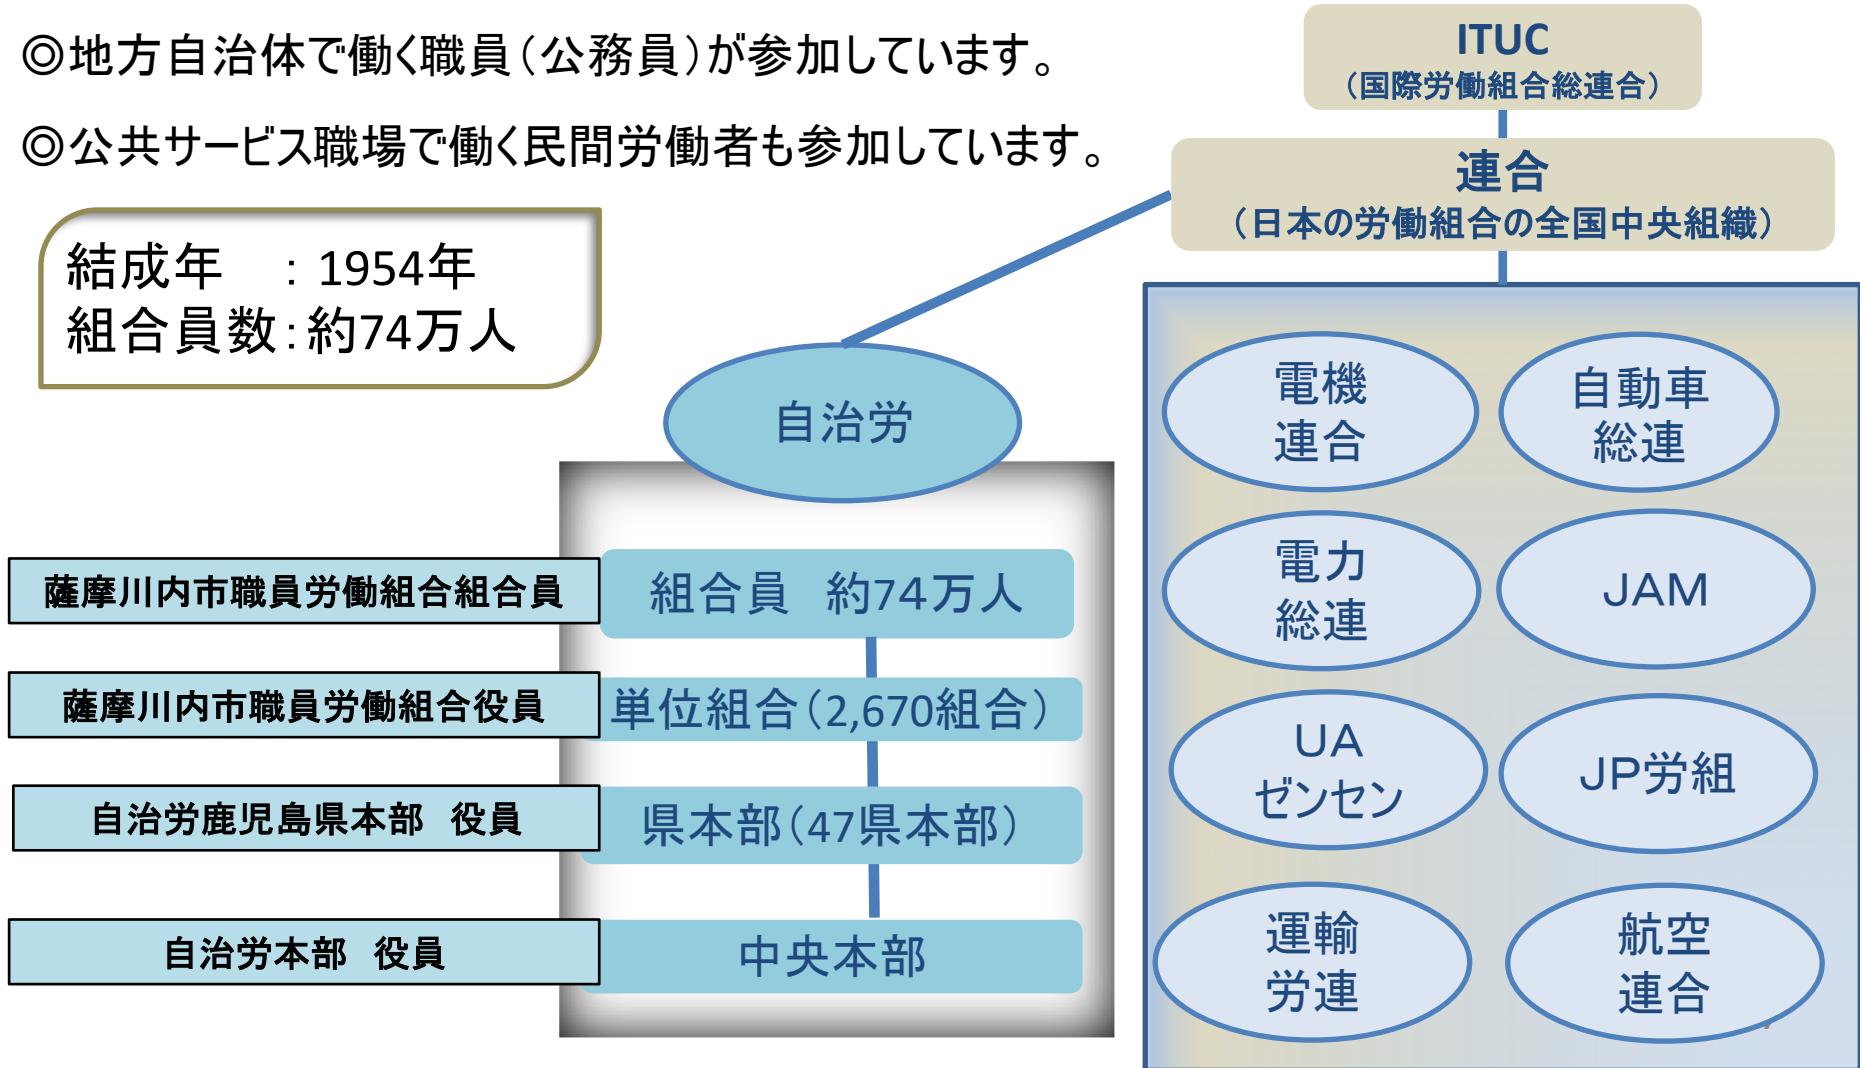 ◎地方自治体で働く職員（公務員）が参加しています。
◎公共サービス職場で働く民間労働者も参加しています。
結成年　：1954年
組合員数：約74万人
ITUC
（国際労働組合総連合）
連合
（日本の労働組合の全国中央組織）
自治労
薩摩川内市職員労働組合組合員
組合員　約74万人
薩摩川内市職員労働組合役員
単位組合（2,670組合）
自治労鹿児島県本部　役員
県本部（47県本部）
自治労本部　役員
中央本部
電機
連合
自動車
総連
電力
総連
JAM
UA
ゼンセン
JP労組
運輸
労連
航空
連合